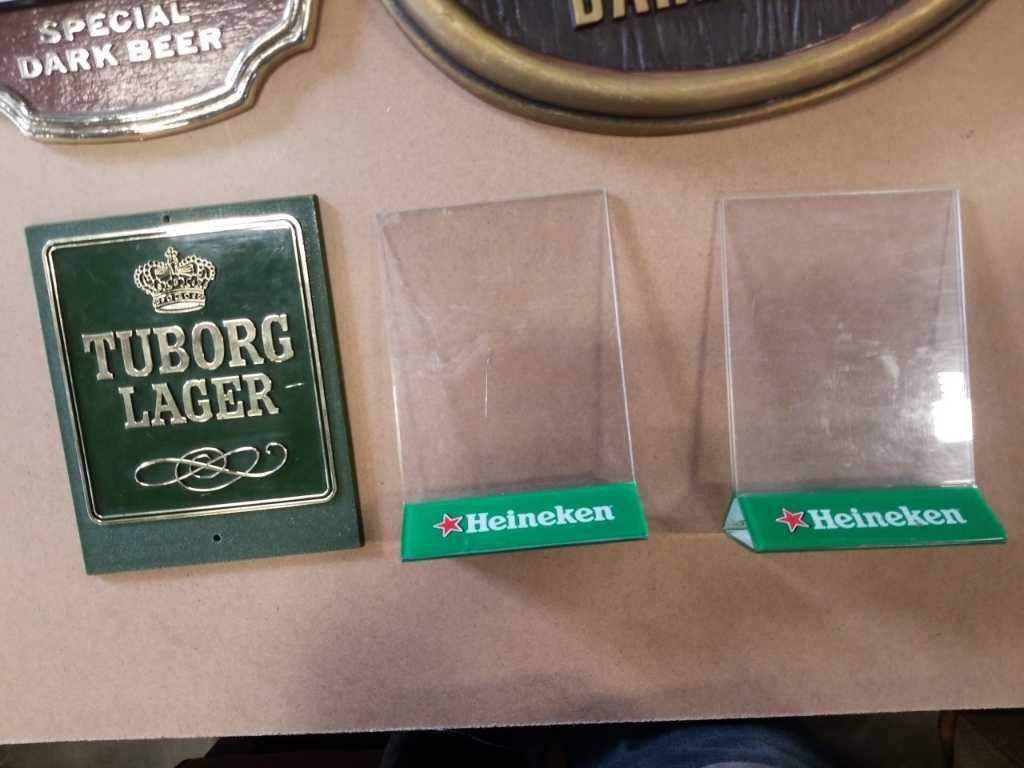 SPECIAL
DARK BEER
TUBORG
LAGER
Heineken
Heineken